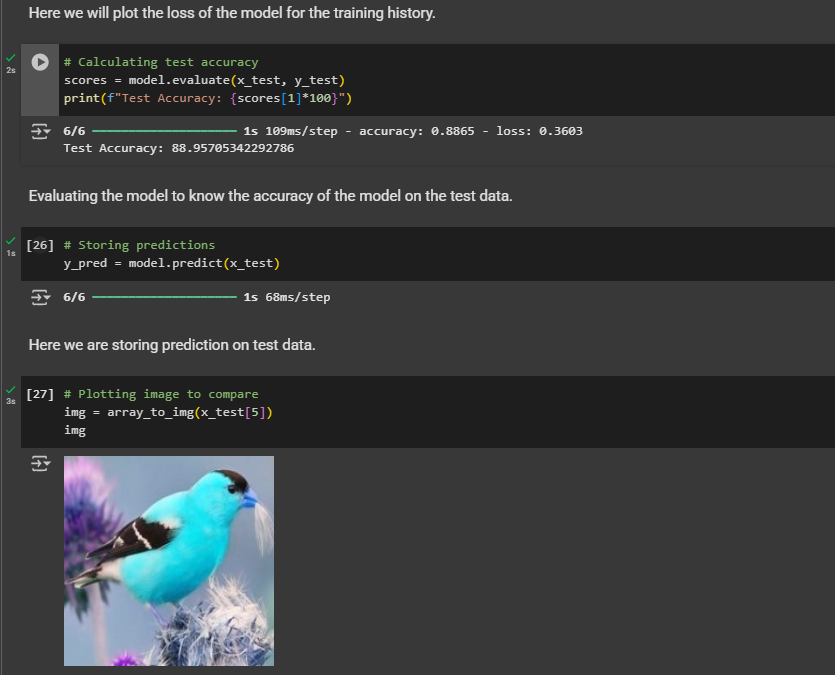 Here we will plot the loss of the model for the training history.
2s
# Calculating test accuracy
scores = model.evaluate(x_test, y_test)
print(f"Test Accuracy: {scores[1]*100}")
6/6 ━━━━━━━━━━━━━━━━━━━━ 1s 109ms/step - accuracy: 0.8865 - loss: 0.3603
Test Accuracy: 88.95705342292786
Evaluating the model to know the accuracy of the model on the test data.
1s
[26] # Storing predictions
y_pred = model.predict(x_test)
6/6 ━━━━━━━━━━━━━━━━━━━━ 1s 68ms/step
Here we are storing prediction on test data.
3s
[27] # Plotting image to compare
img = array_to_img(x_test[5])
img